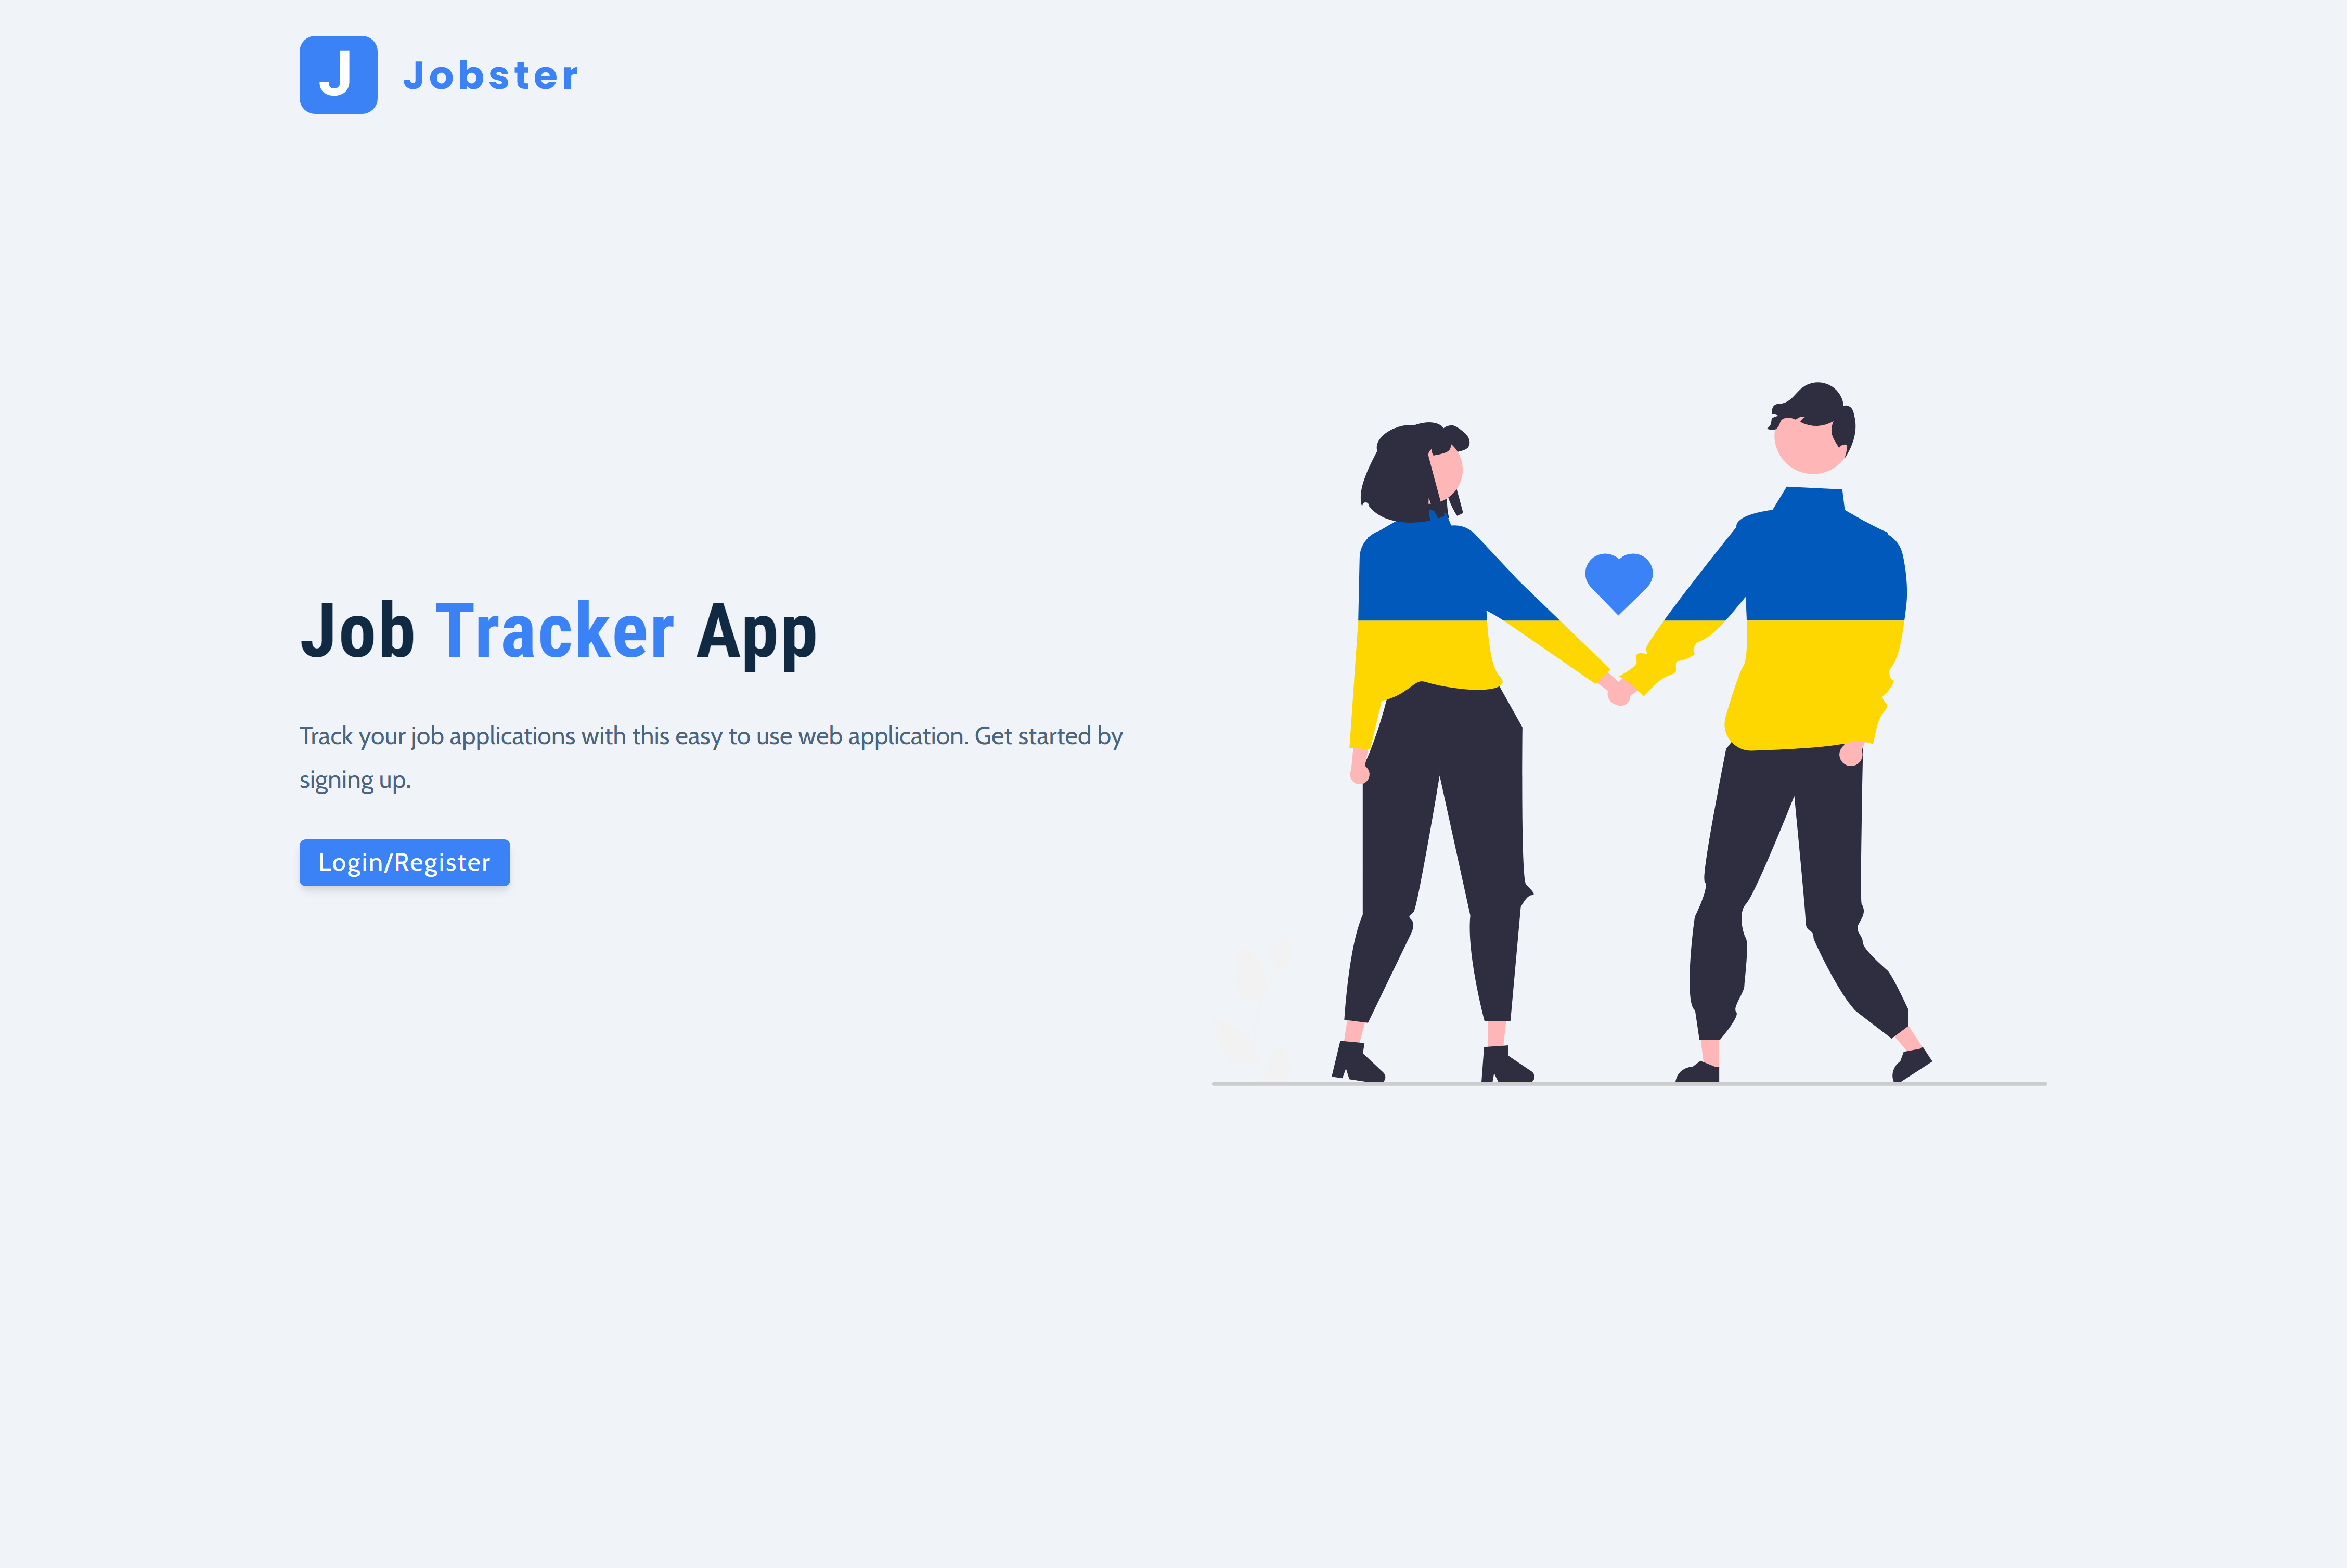 J
Jobster
Job Tracker App
Track your job applications with this easy to use web application. Get started by
signing up.
Login/Register